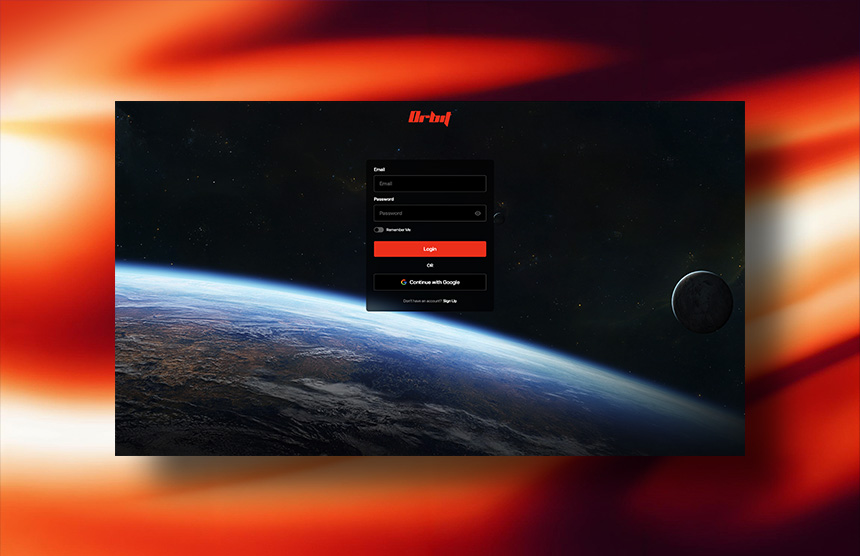 Orbit
Email
Email
Password
Password
Remember Me
Login
OR
Continue with Google
Don't have an account? Sign Up